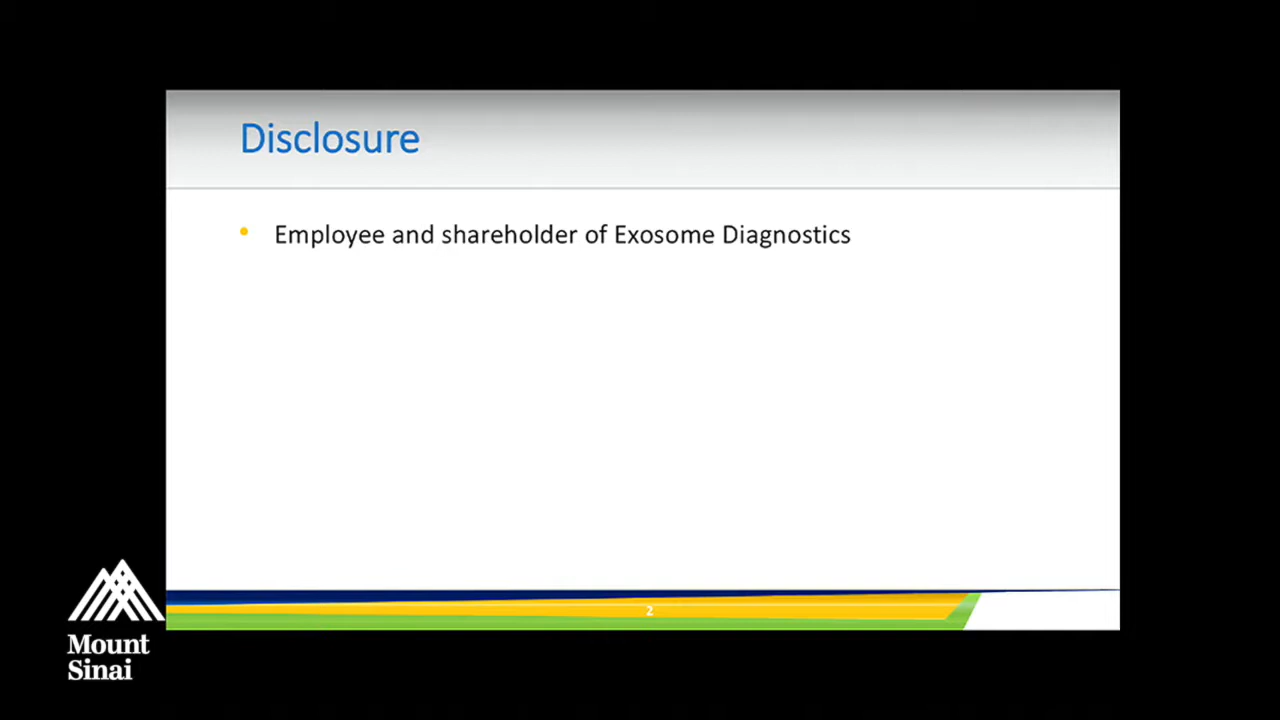 Disclosure
• Employee and shareholder of Exosome Diagnostics
2
Mount
Sinai